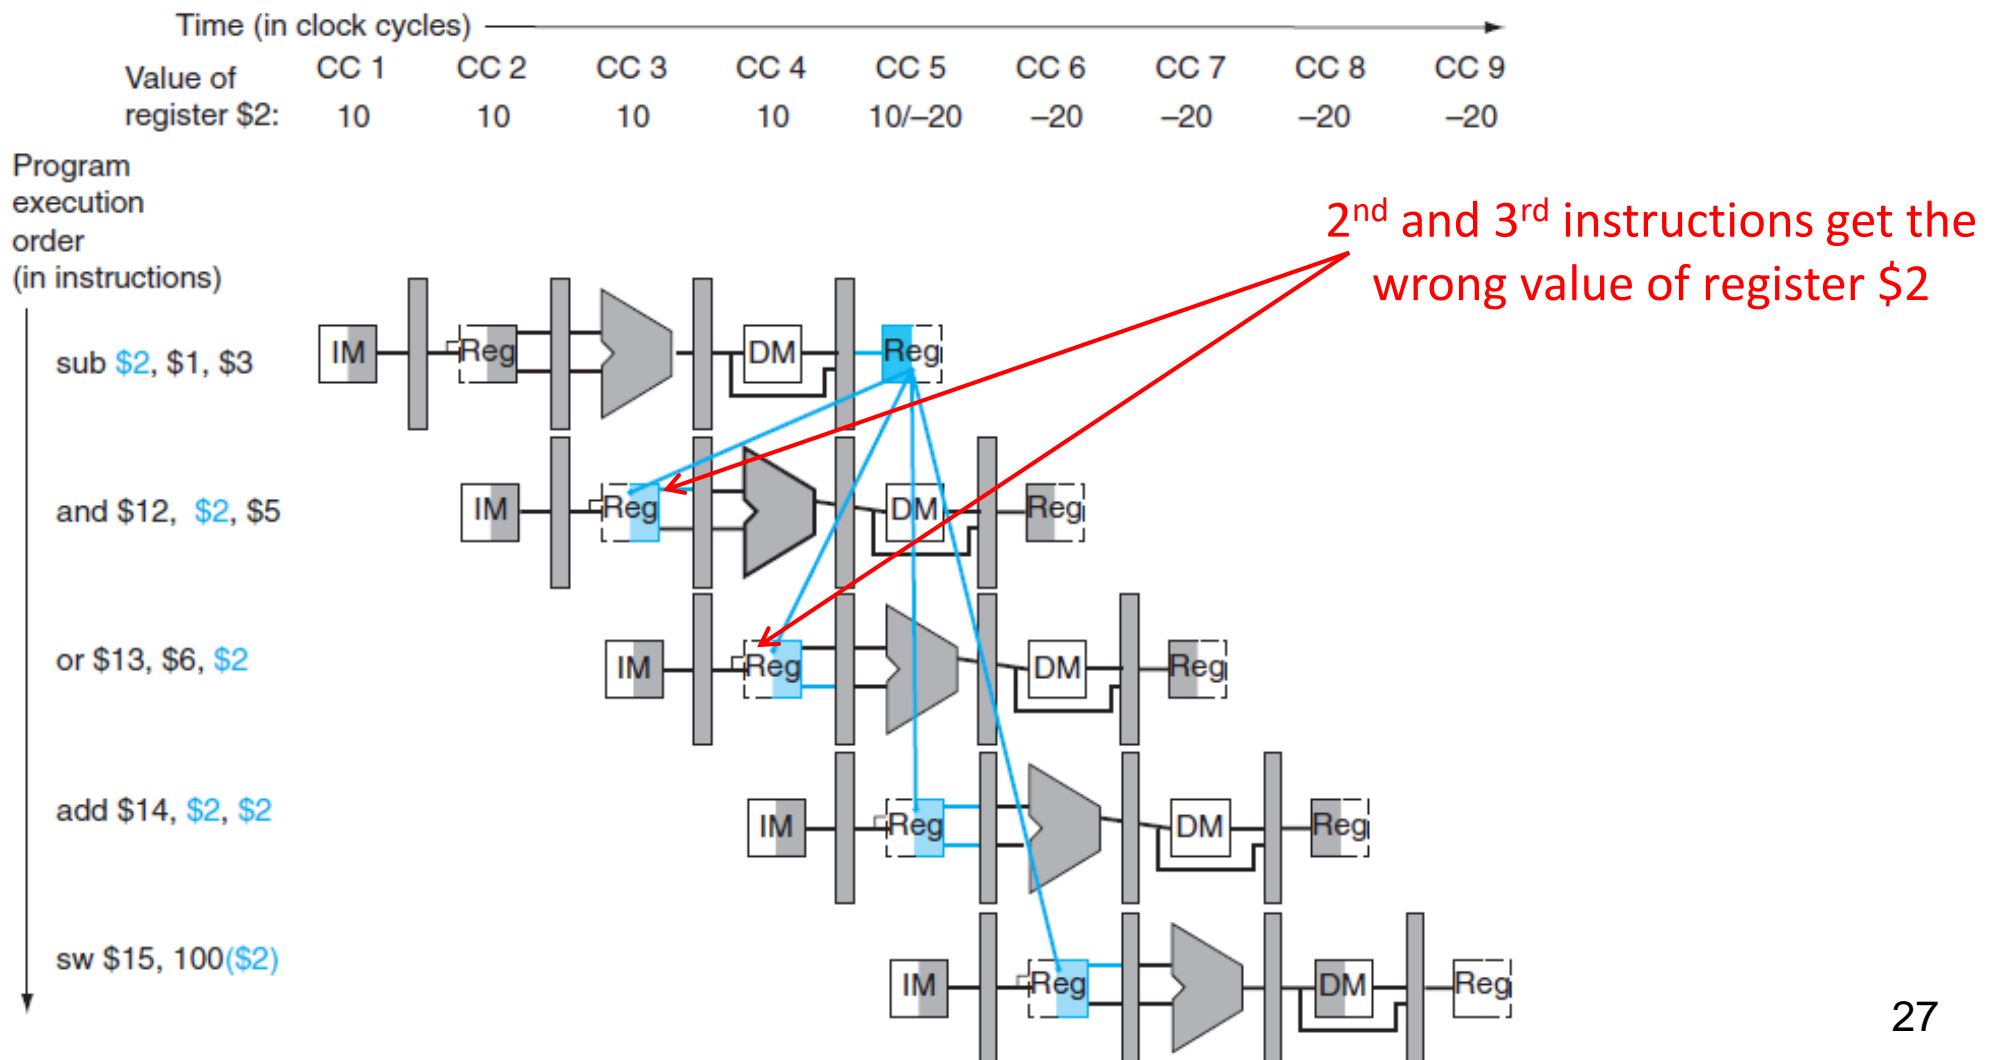 Time (in clock cycles)
Value of register $2:
CC 1 CC 2 CC 3 CC 4 CC 5 CC 6 CC 7 CC 8 CC 9
10 10 10 10 10/–20 –20 –20 –20 –20
Program
execution
order
(in instructions)
2nd and 3rd instructions get the
wrong value of register $2
sub $2, $1, $3
IM Reg DM Reg
and $12, $2, $5
IM Reg DM Reg
or $13, $6, $2
IM Reg DM Reg
add $14, $2, $2
IM Reg DM Reg
sw $15, 100($2)
IM Reg DM Reg
27